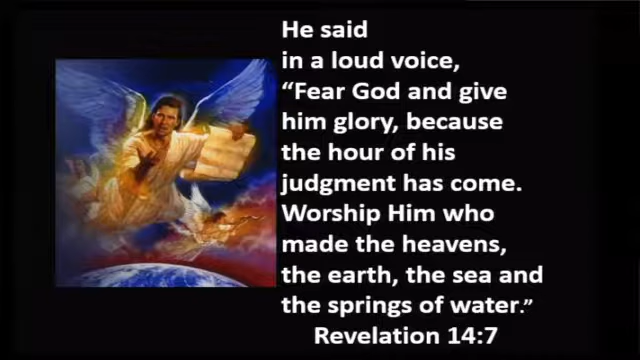 He said
in a loud voice,
“Fear God and give
him glory, because
the hour of his
judgment has come.
Worship Him who
made the heavens,
the earth, the sea and
the springs of water.”
Revelation 14:7